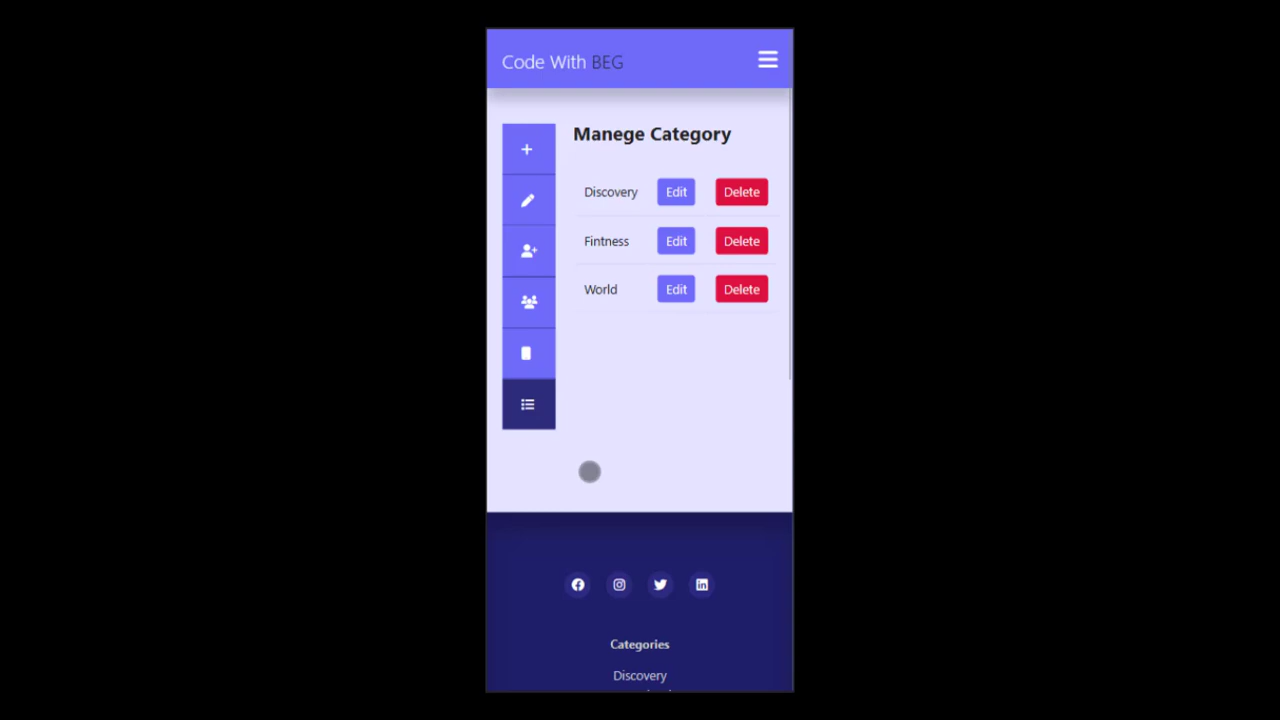 Code With BEG
Manege Category
Discovery Edit Delete
Fintness Edit Delete
World Edit Delete
Categories
Discovery